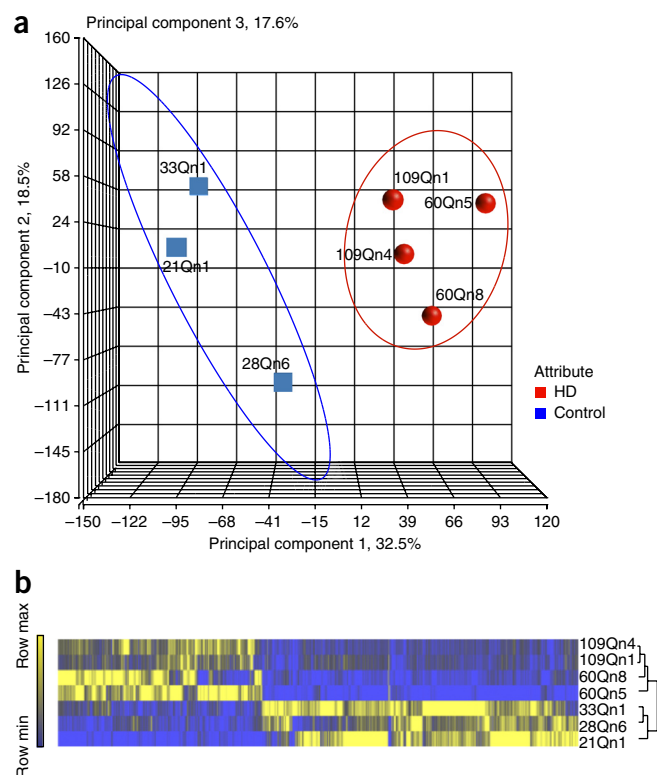 a
Principal component 3, 17.6%
160
126
92
58
24
−10
−43
−77
−111
−145
−180
Principal component 2, 18.5%
33Qn1
21Qn1
28Qn6
109Qn1
60Qn5
109Qn4
60Qn8
Attribute
HD
Control
−150 −122 −95 −68 −41 −15 12 39 66 93 120
Principal component 1, 32.5%
b
Row max
Row min
109Qn4
109Qn1
60Qn8
60Qn5
33Qn1
28Qn6
21Qn1